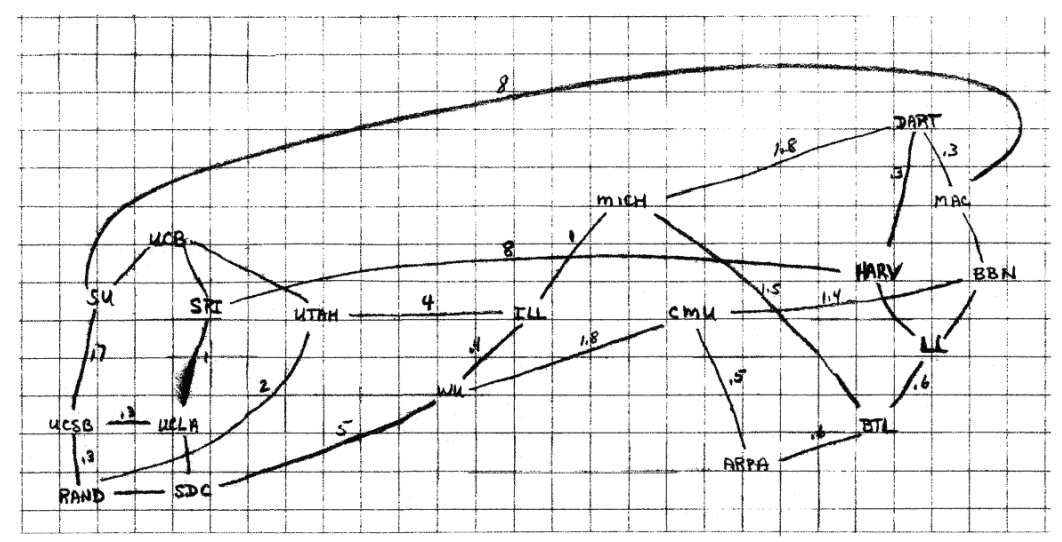 8
DART
1.8
.3
.3
MICH
MAC
UCB
1
8
HARV
BBN
SU
SRI
UTAH
4
ILL
1.5
CMU
1.4
LL
.7
1
.4
1.8
.5
.6
2
WU
UCSB
.3
UCLA
5
BTL
.3
.6
ARPA
RAND
SDC